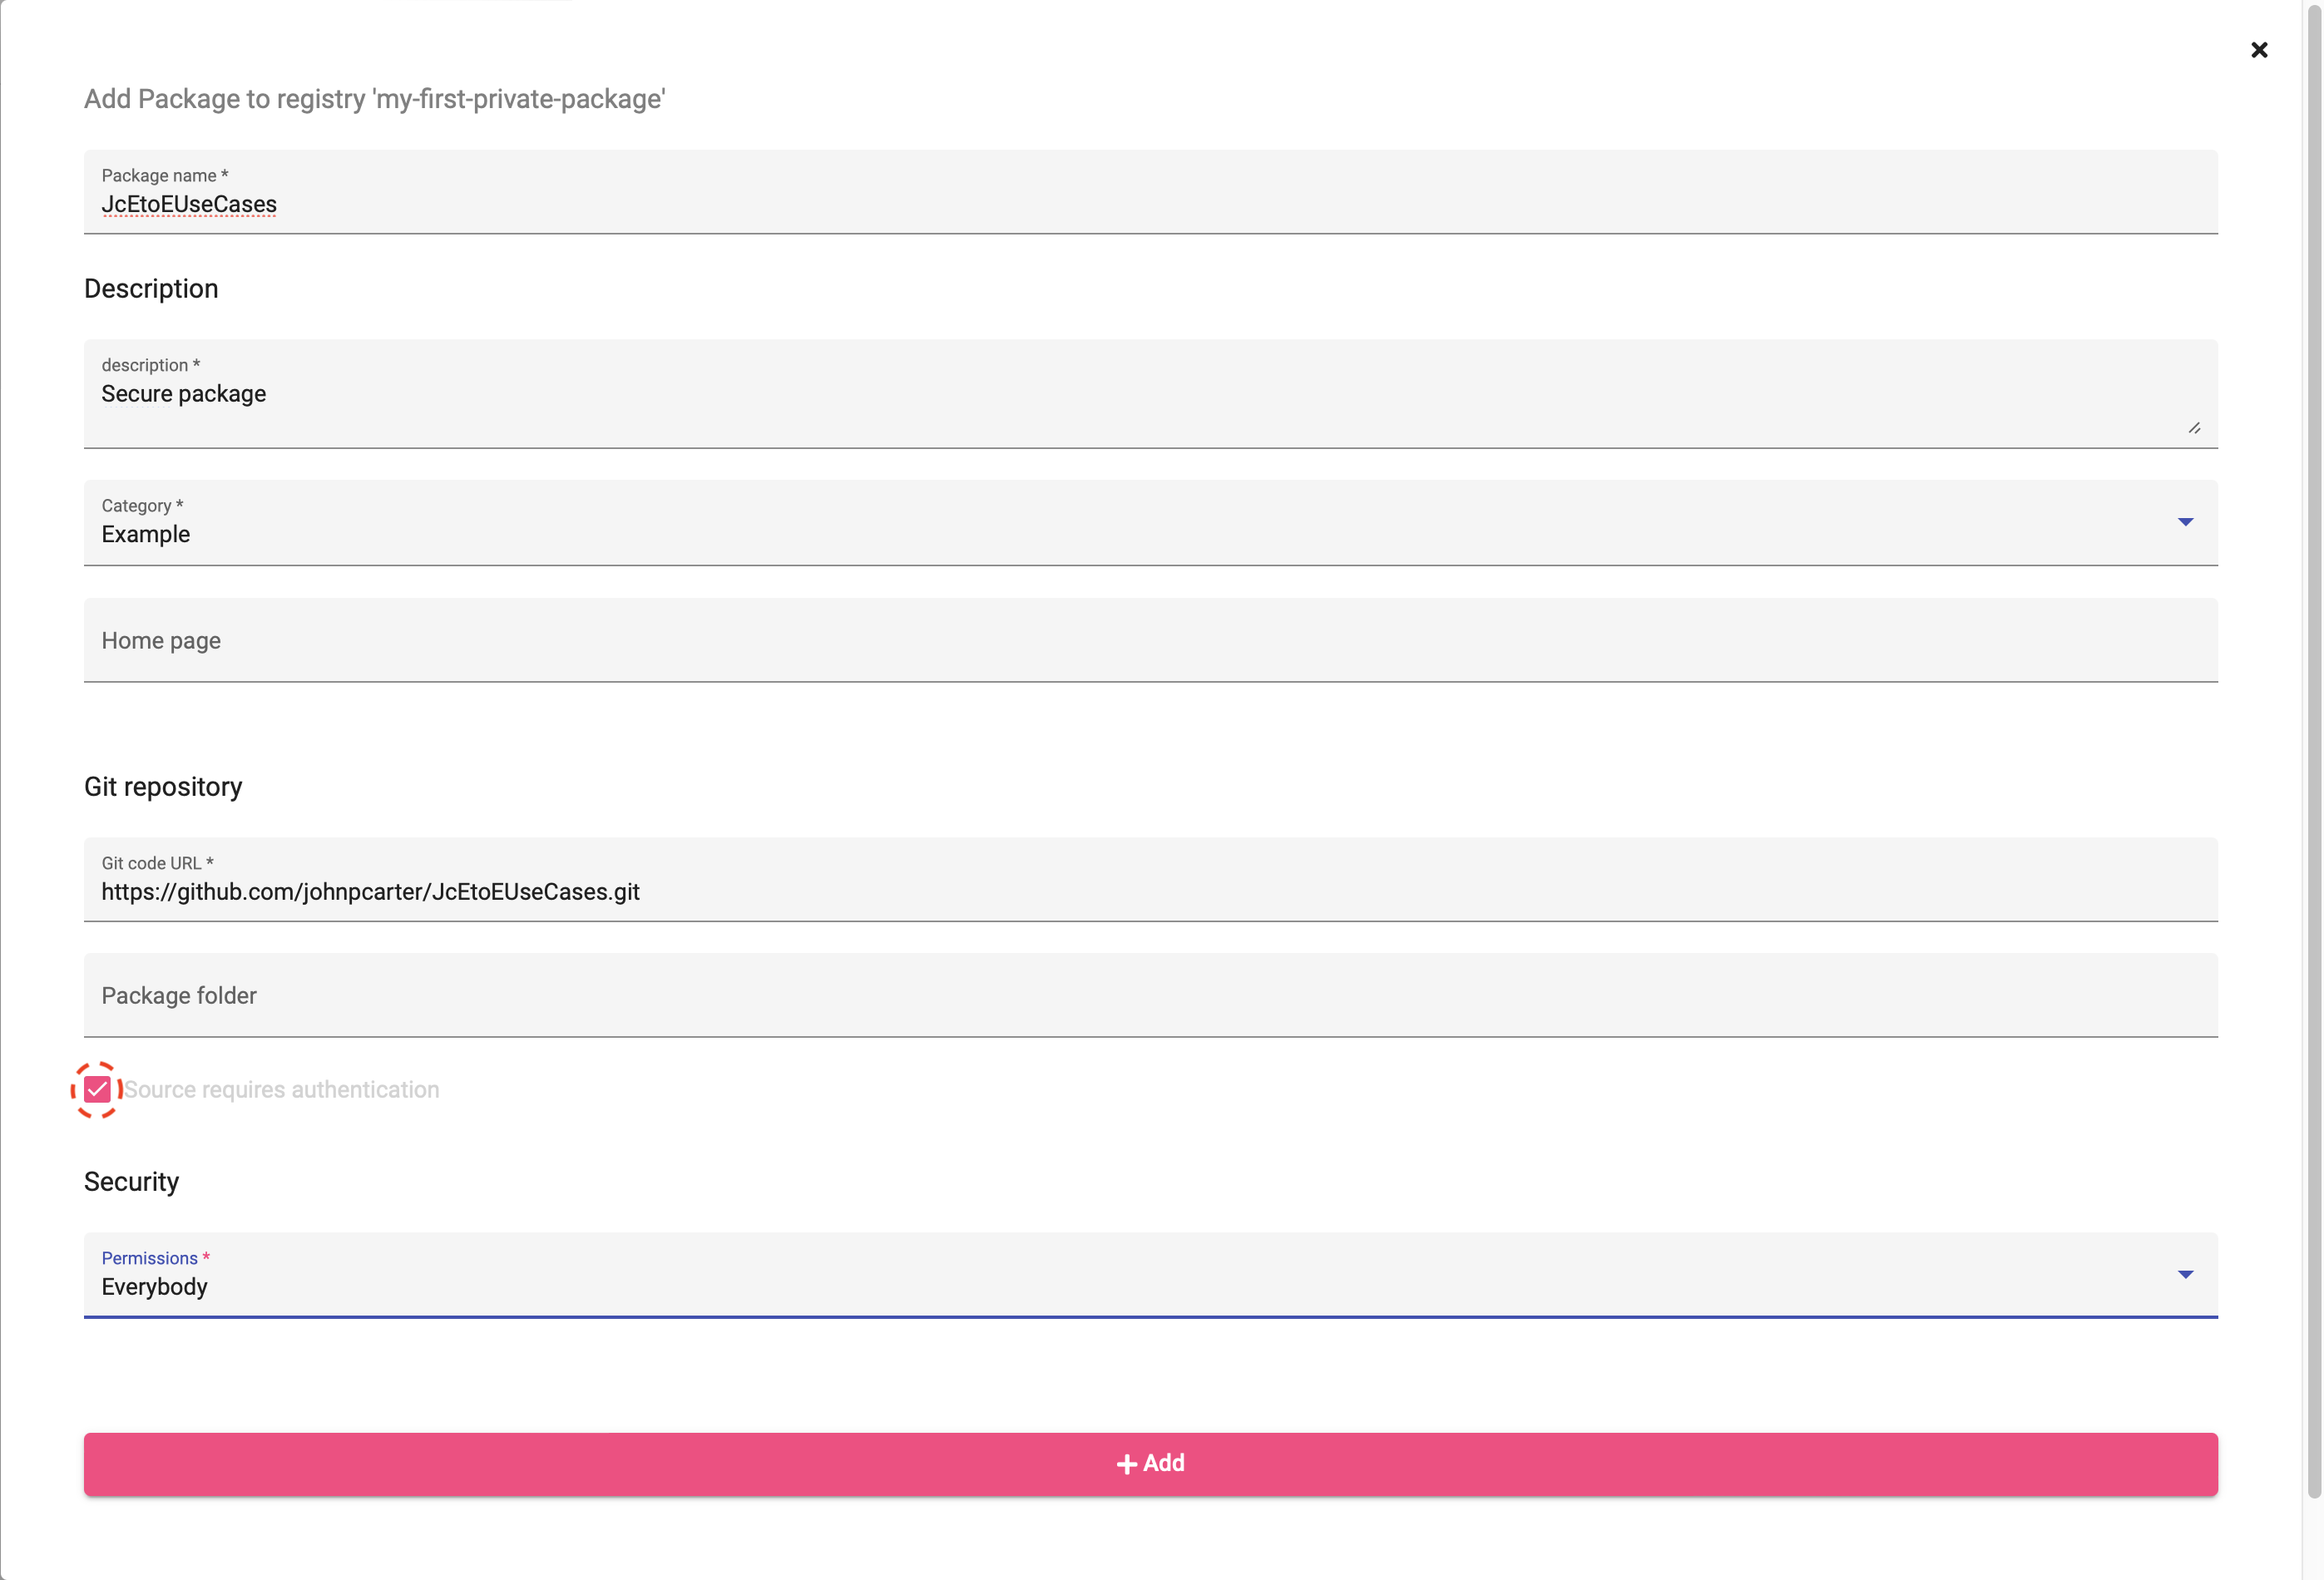 Add Package to registry 'my-first-private-package'
Package name *
JcEtoEUseCases
Description
description *
Secure package
Category *
Example
Home page
Git repository
Git code URL *
https://github.com/johnpcarter/JcEtoEUseCases.git
Package folder
Source requires authentication
Security
Permissions *
Everybody
Add